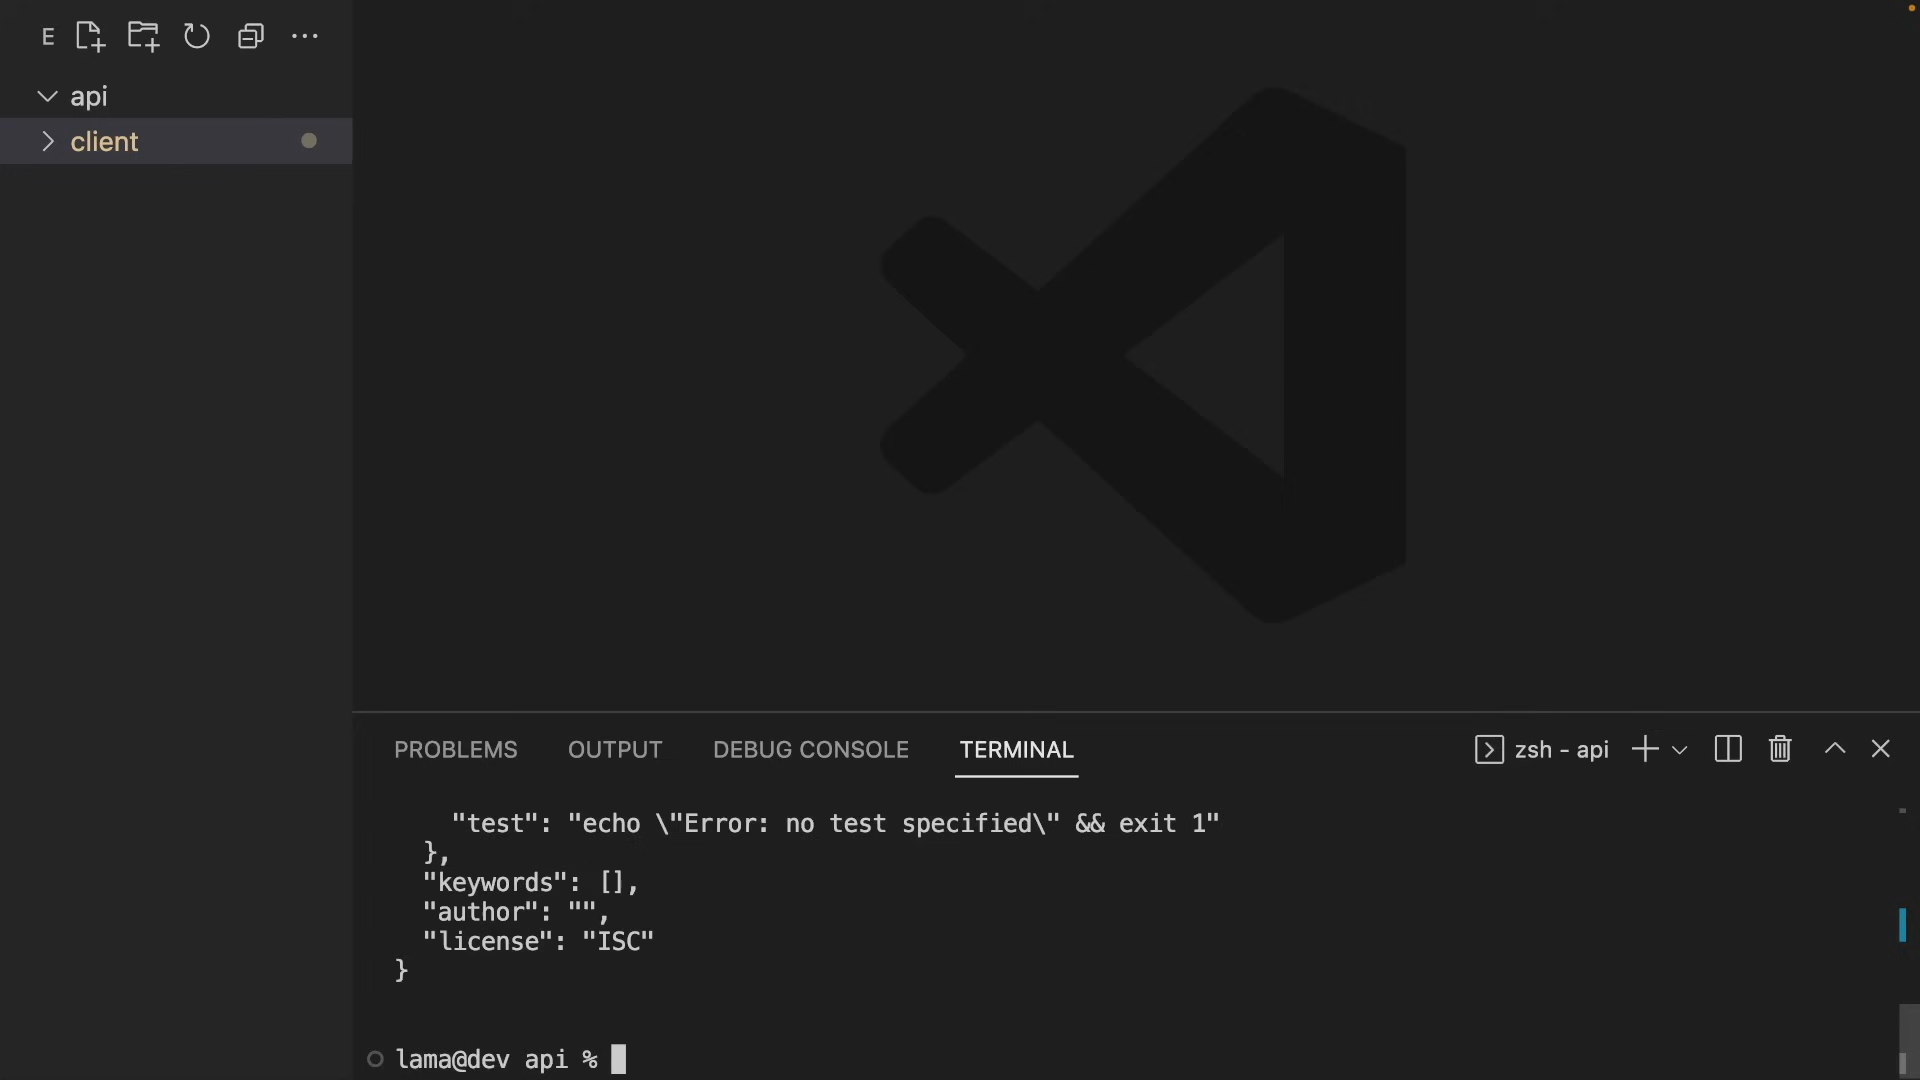 E
api
client
PROBLEMS OUTPUT DEBUG CONSOLE TERMINAL zsh - api
"test": "echo \"Error: no test specified\" && exit 1"
},
"keywords": [],
"author": "",
"license": "ISC"
}
lama@dev api %